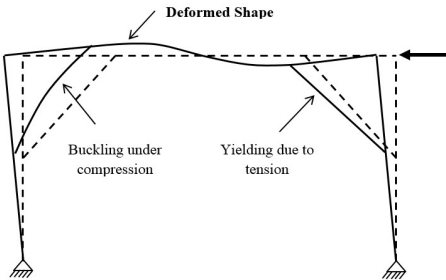 Deformed Shape
Buckling under
compression
Yielding due to
tension